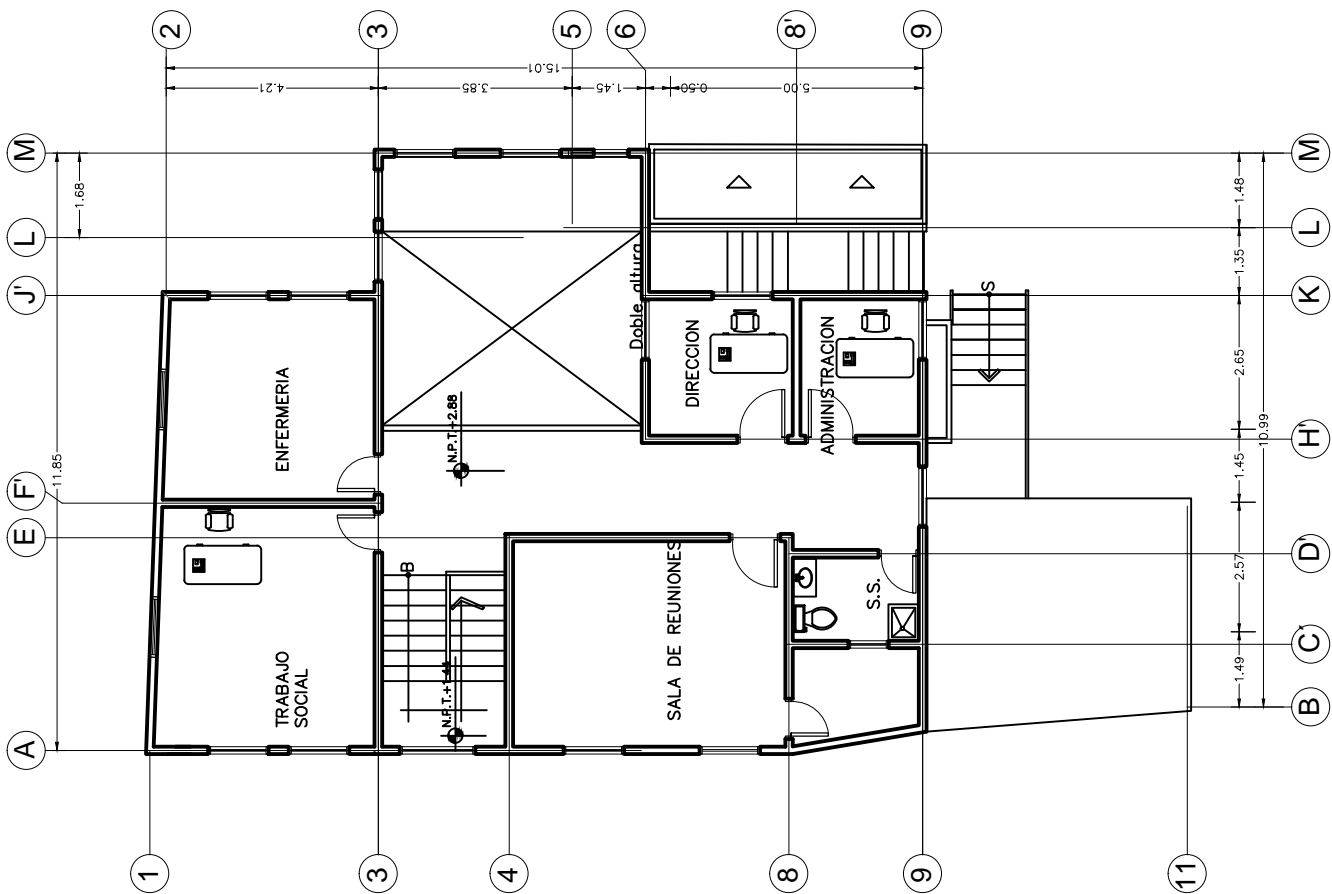 2
3
5
6
8'
9
15.01
4.21
3.85
1.45
0.50
5.00
M
L
J'
F'
E
A
1.68
11.85
ENFERMERIA
TRABAJO
SOCIAL
N.P.T.+2.88
Doble altura
DIRECCION
ADMINISTRACION
B
N.P.T.+1.44
SALA DE REUNIONES
S.S.
S
M
L
K
H'
D'
C'
B
1.48
1.35
2.65
1.45
2.57
1.49
10.99
1
3
4
8
9
11